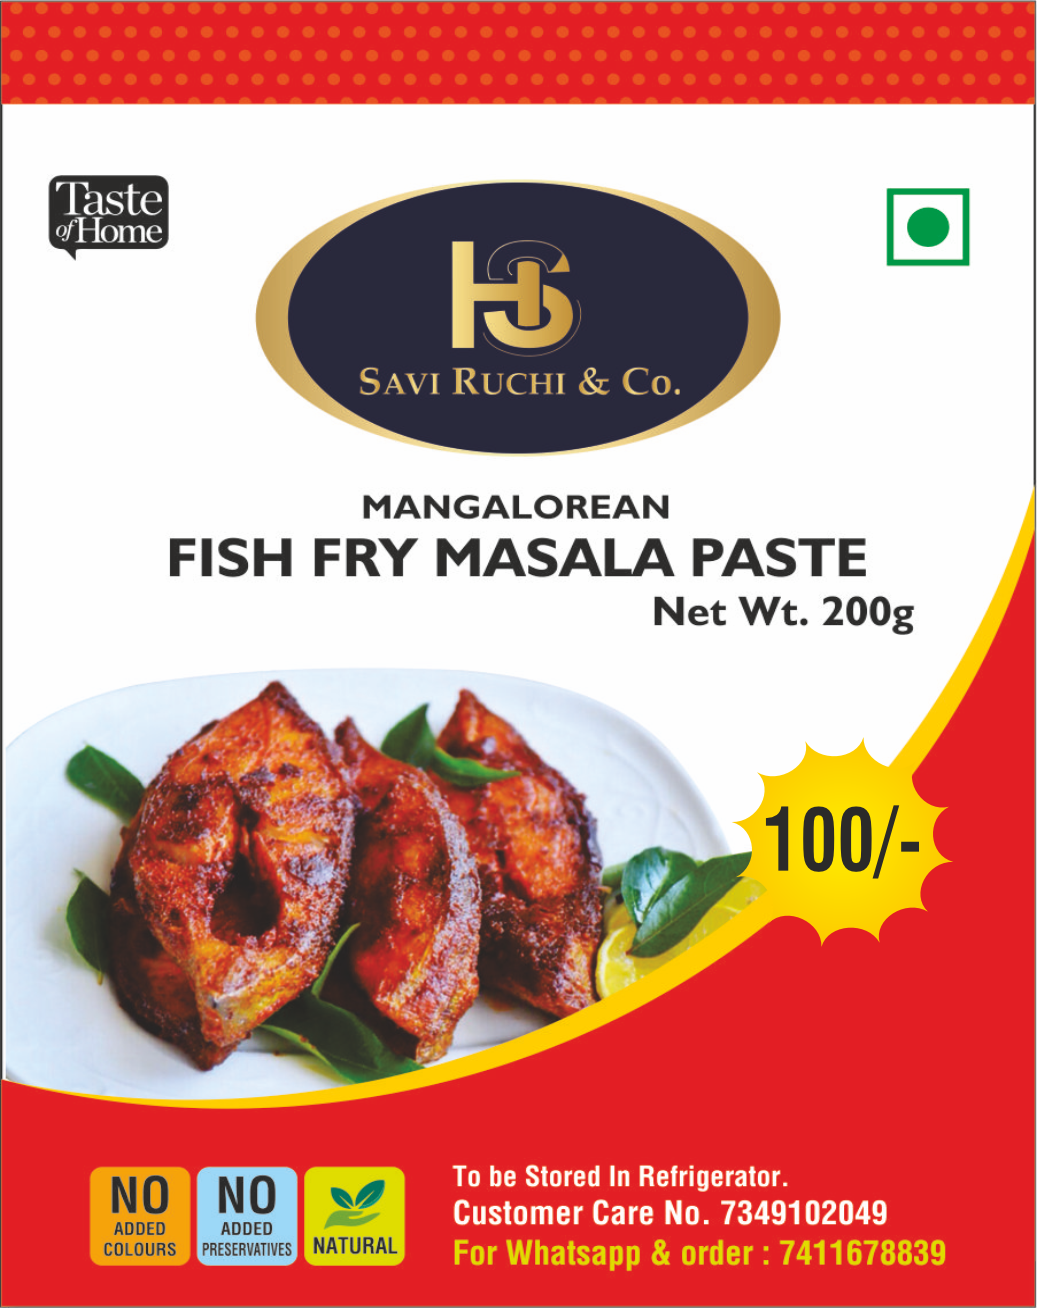 Taste
of Home
HS
SAVI RUCHI & CO.
MANGALOREAN
FISH FRY MASALA PASTE
Net Wt. 200g
100/-
NO
ADDED
COLOURS
NO
ADDED
PRESERVATIVES
NATURAL
To be Stored In Refrigerator.
Customer Care No. 7349102049
For Whatsapp & order : 7411678839